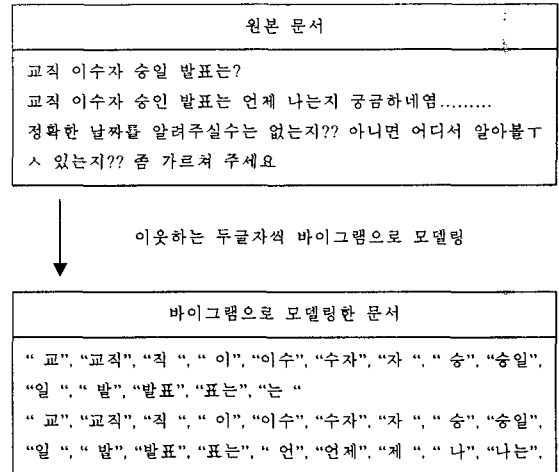 원본 문서
교직 이수자 승일 발표는?
교직 이수자 승인 발표는 언제 나는지 궁금하네염.........
정확한 날짜를 알려주실수는 없는지?? 아니면 어디서 알아볼ㅜ
ㅅ 있는지?? 좀 가르쳐 주세요
이웃하는 두글자씩 바이그램으로 모델링
바이그램으로 모델링한 문서
“ 교”, “교직”, “직 “, “ 이”, “이수”, “수자”, “자 “, “ 승”, “승일”,
“일 “, “ 발”, “발표”, “표는”, “는 “
“ 교”, “교직”, “직 “, “ 이”, “이수”, “수자”, “자 “, “ 승”, “승일”,
“일 “, “ 발”, “발표”, “표는”, “ 언”, “언제”, “제 “, “ 나”, “나는”,